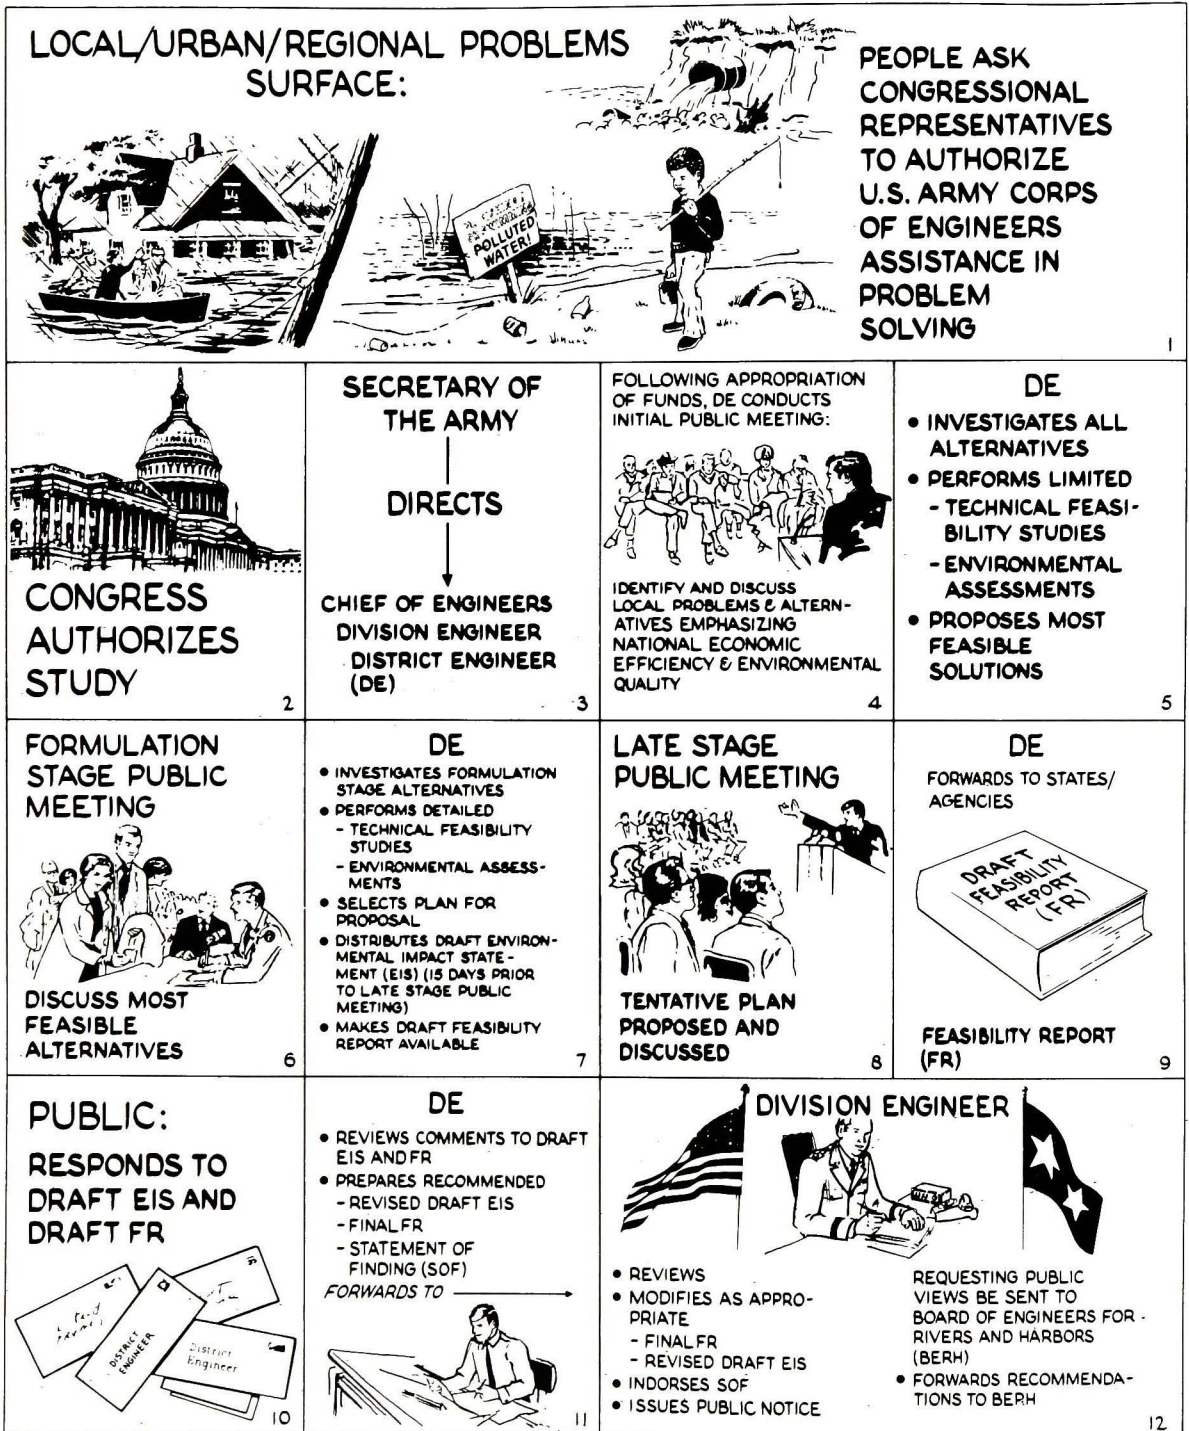 LOCAL/URBAN/REGIONAL PROBLEMS
SURFACE:
POLLUTED
WATER!
PEOPLE ASK
CONGRESSIONAL
REPRESENTATIVES
TO AUTHORIZE
U.S. ARMY CORPS
OF ENGINEERS
ASSISTANCE IN
PROBLEM
SOLVING
1
CONGRESS
AUTHORIZES
STUDY
2
SECRETARY OF
THE ARMY
DIRECTS
CHIEF OF ENGINEERS
DIVISION ENGINEER
DISTRICT ENGINEER
(DE)
3
FOLLOWING APPROPRIATION
OF FUNDS, DE CONDUCTS
INITIAL PUBLIC MEETING:
IDENTIFY AND DISCUSS
LOCAL PROBLEMS & ALTERN-
ATIVES EMPHASIZING
NATIONAL ECONOMIC
EFFICIENCY & ENVIRONMENTAL
QUALITY
4
DE
• INVESTIGATES ALL
ALTERNATIVES
• PERFORMS LIMITED
- TECHNICAL FEASI-
BILITY STUDIES
- ENVIRONMENTAL
ASSESSMENTS
• PROPOSES MOST
FEASIBLE
SOLUTIONS
5
FORMULATION
STAGE PUBLIC
MEETING
DISCUSS MOST
FEASIBLE
ALTERNATIVES
6
DE
• INVESTIGATES FORMULATION
STAGE ALTERNATIVES
• PERFORMS DETAILED
- TECHNICAL FEASIBILITY
STUDIES
- ENVIRONMENTAL ASSESS-
MENTS
• SELECTS PLAN FOR
PROPOSAL
• DISTRIBUTES DRAFT ENVIRON-
MENTAL IMPACT STATE-
MENT (EIS) (15 DAYS PRIOR
TO LATE STAGE PUBLIC
MEETING)
• MAKES DRAFT FEASIBILITY
REPORT AVAILABLE
7
LATE STAGE
PUBLIC MEETING
TENTATIVE PLAN
PROPOSED AND
DISCUSSED
8
DE
FORWARDS TO STATES/
AGENCIES
DRAFT
FEASIBILITY
REPORT
(FR)
FEASIBILITY REPORT
(FR)
9
PUBLIC:
RESPONDS TO
DRAFT EIS AND
DRAFT FR
DISTRICT
ENGINEER
District
Engineer
10
DE
• REVIEWS COMMENTS TO DRAFT
EIS AND FR
• PREPARES RECOMMENDED
- REVISED DRAFT EIS
- FINAL FR
- STATEMENT OF
FINDING (SOF)
FORWARDS TO
11
DIVISION ENGINEER
• REVIEWS
• MODIFIES AS APPRO-
PRIATE
- FINAL FR
- REVISED DRAFT EIS
• INDORSES SOF
• ISSUES PUBLIC NOTICE
REQUESTING PUBLIC
VIEWS BE SENT TO
BOARD OF ENGINEERS FOR
RIVERS AND HARBORS
(BERH)
• FORWARDS RECOMMENDA-
TIONS TO BERH
12